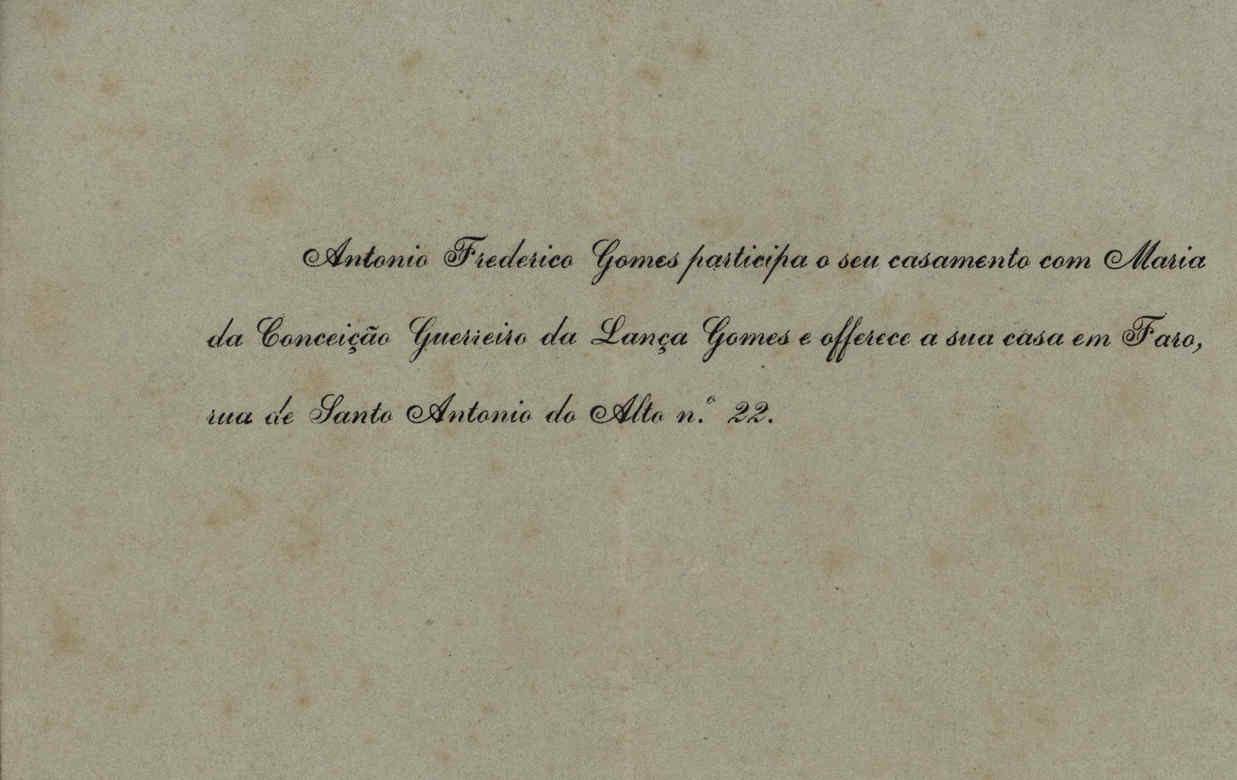 Antonio Frederico Gomes participa o seu casamento com Maria
da Conceição Guerreiro da Lança Gomes e offerece a sua casa em Faro,
rua de Santo Antonio do Alto n.º 22.